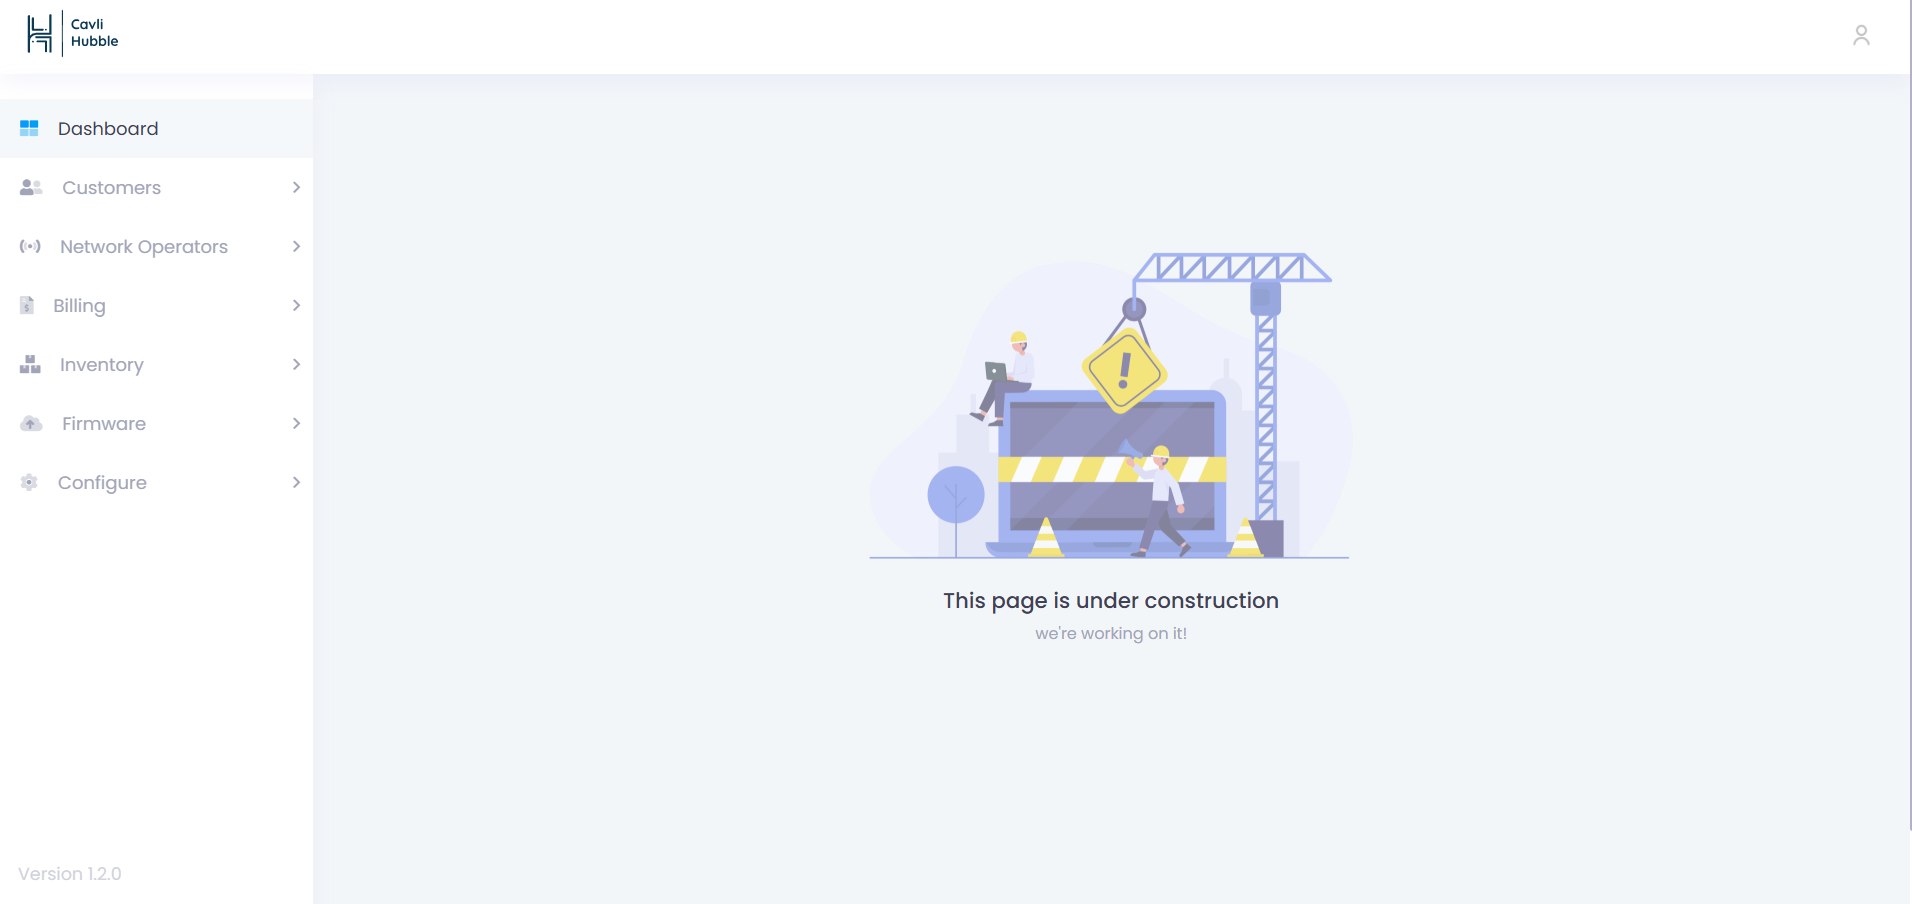 Cavli
Hubble
Dashboard
Customers
Network Operators
Billing
Inventory
Firmware
Configure
This page is under construction
we're working on it!
Version 1.2.0